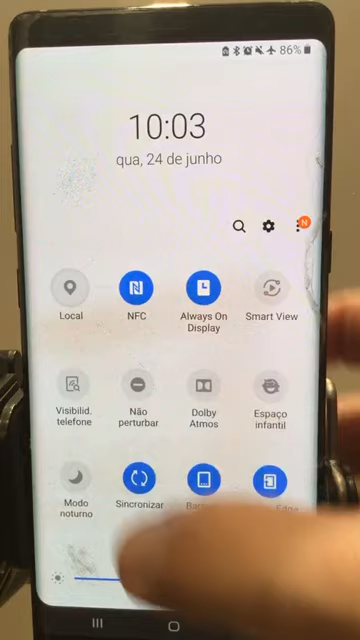 86%
10:03
qua, 24 de junho
N
Local
NFC
Always On
Display
Smart View
Visibilid.
telefone
Não
perturbar
Dolby
Atmos
Espaço
infantil
Modo
noturno
Sincronizar
Edge